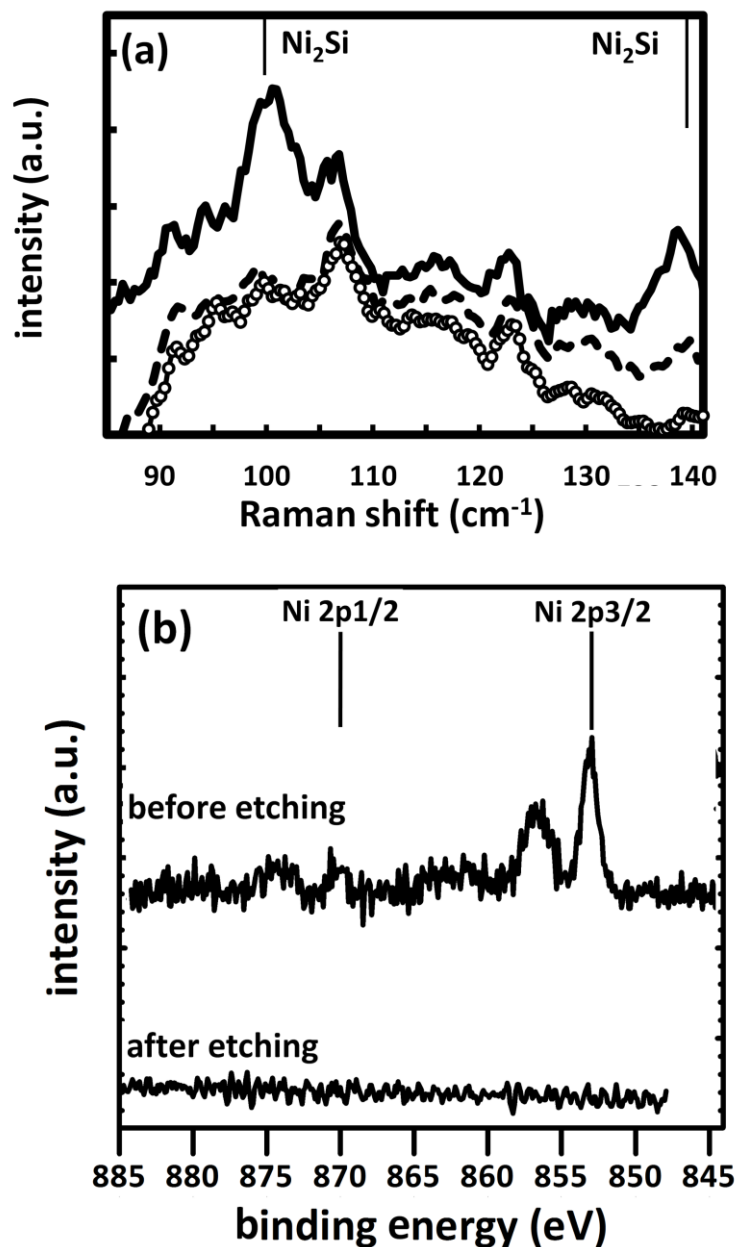 (a)
Ni₂Si
Ni₂Si
intensity (a.u.)
90 100 110 120 130 140
Raman shift (cm⁻¹)
(b)
Ni 2p1/2
Ni 2p3/2
before etching
intensity (a.u.)
after etching
885 880 875 870 865 860 855 850 845
binding energy (eV)